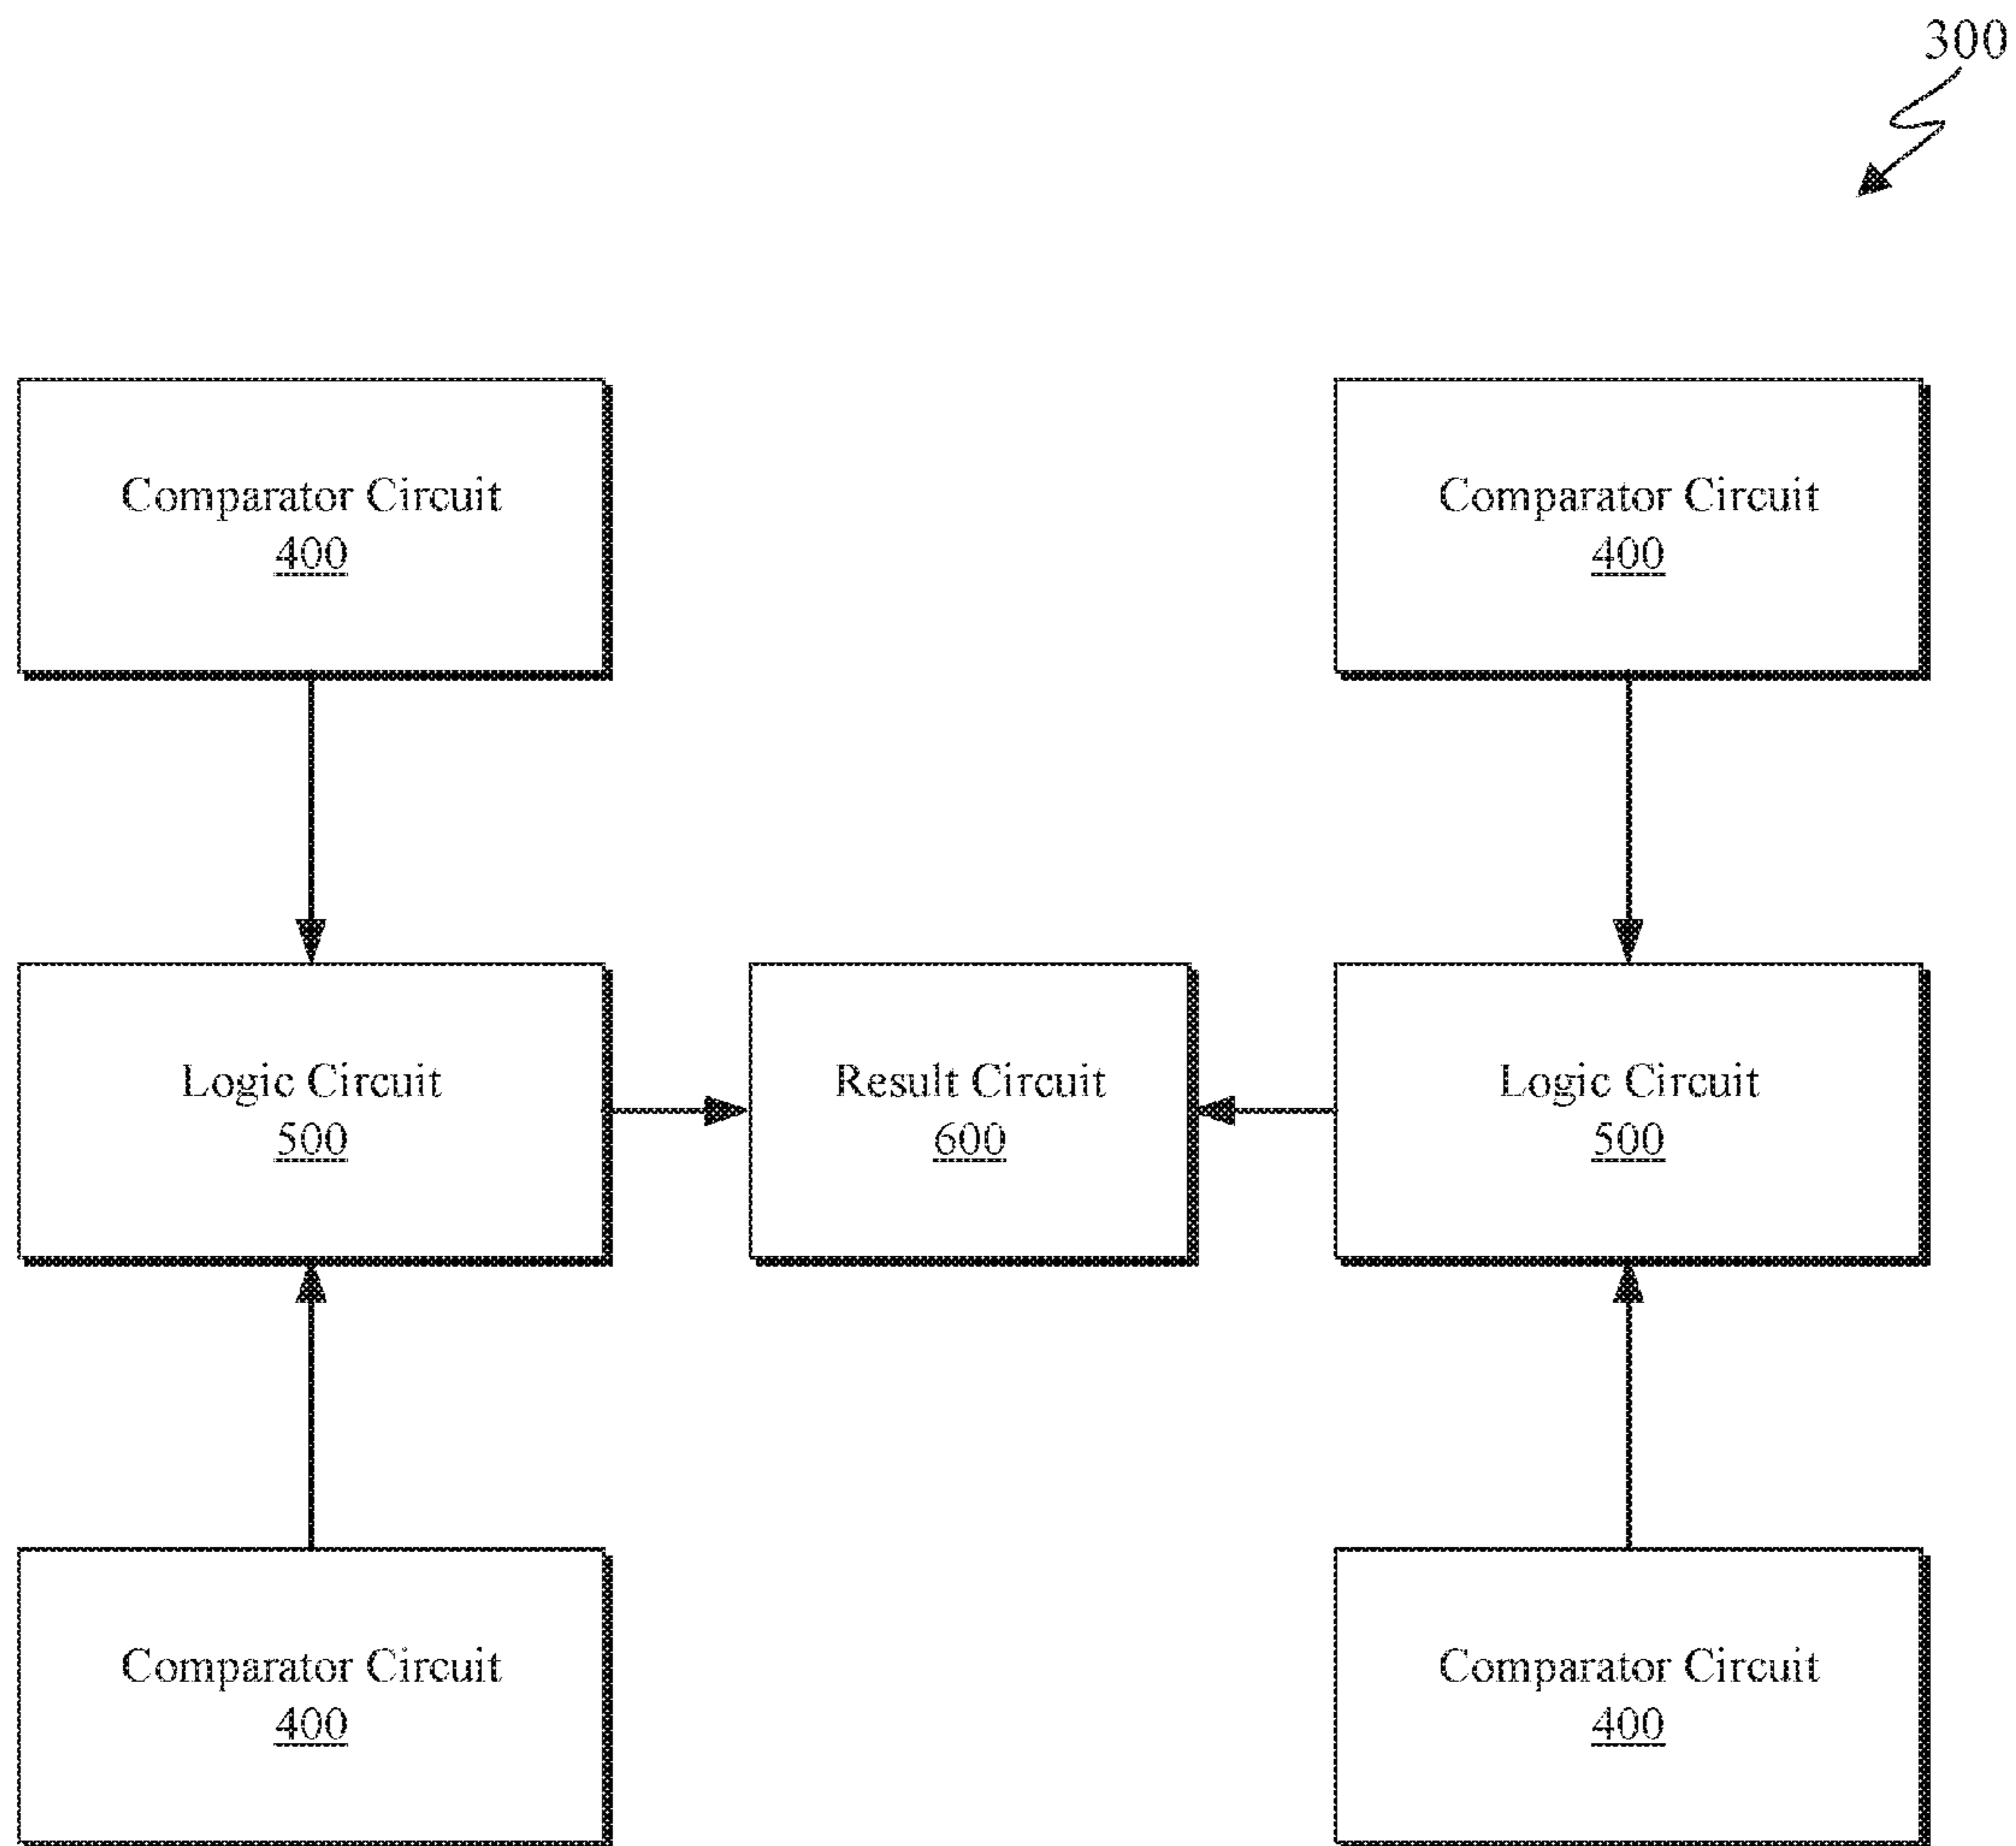 300
Comparator Circuit
400
Comparator Circuit
400
Logic Circuit
500
Result Circuit
600
Logic Circuit
500
Comparator Circuit
400
Comparator Circuit
400